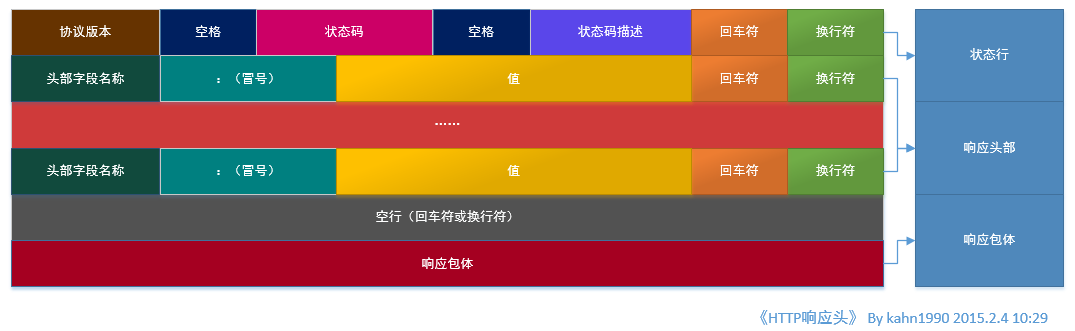 协议版本 空格 状态码 空格 状态码描述 回车符 换行符 状态行
头部字段名称 ：（冒号） 值 回车符 换行符
…… 响应头部
头部字段名称 ：（冒号） 值 回车符 换行符
空行（回车符或换行符）
响应包体 响应包体
《HTTP响应头》 By kahn1990 2015.2.4 10:29